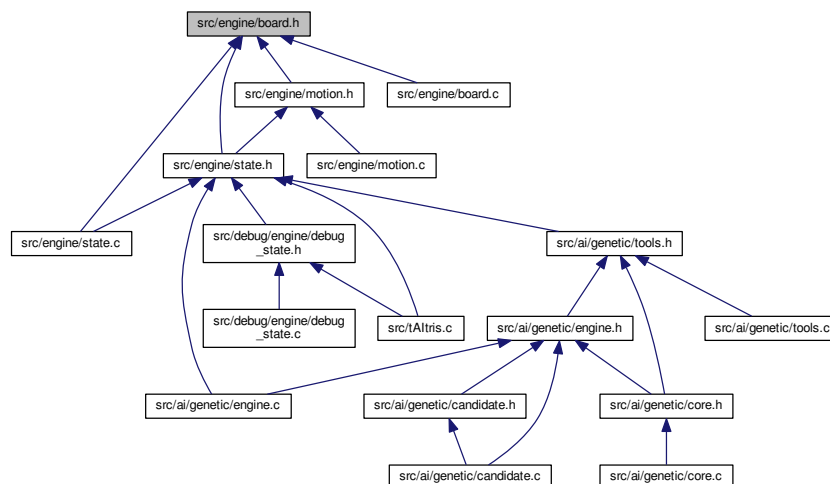 src/engine/board.h
src/engine/motion.h
src/engine/board.c
src/engine/state.h
src/engine/motion.c
src/engine/state.c
src/debug/engine/debug
_state.h
src/ai/genetic/tools.h
src/debug/engine/debug
_state.c
src/tAItris.c
src/ai/genetic/engine.h
src/ai/genetic/tools.c
src/ai/genetic/engine.c
src/ai/genetic/candidate.h
src/ai/genetic/core.h
src/ai/genetic/candidate.c
src/ai/genetic/core.c